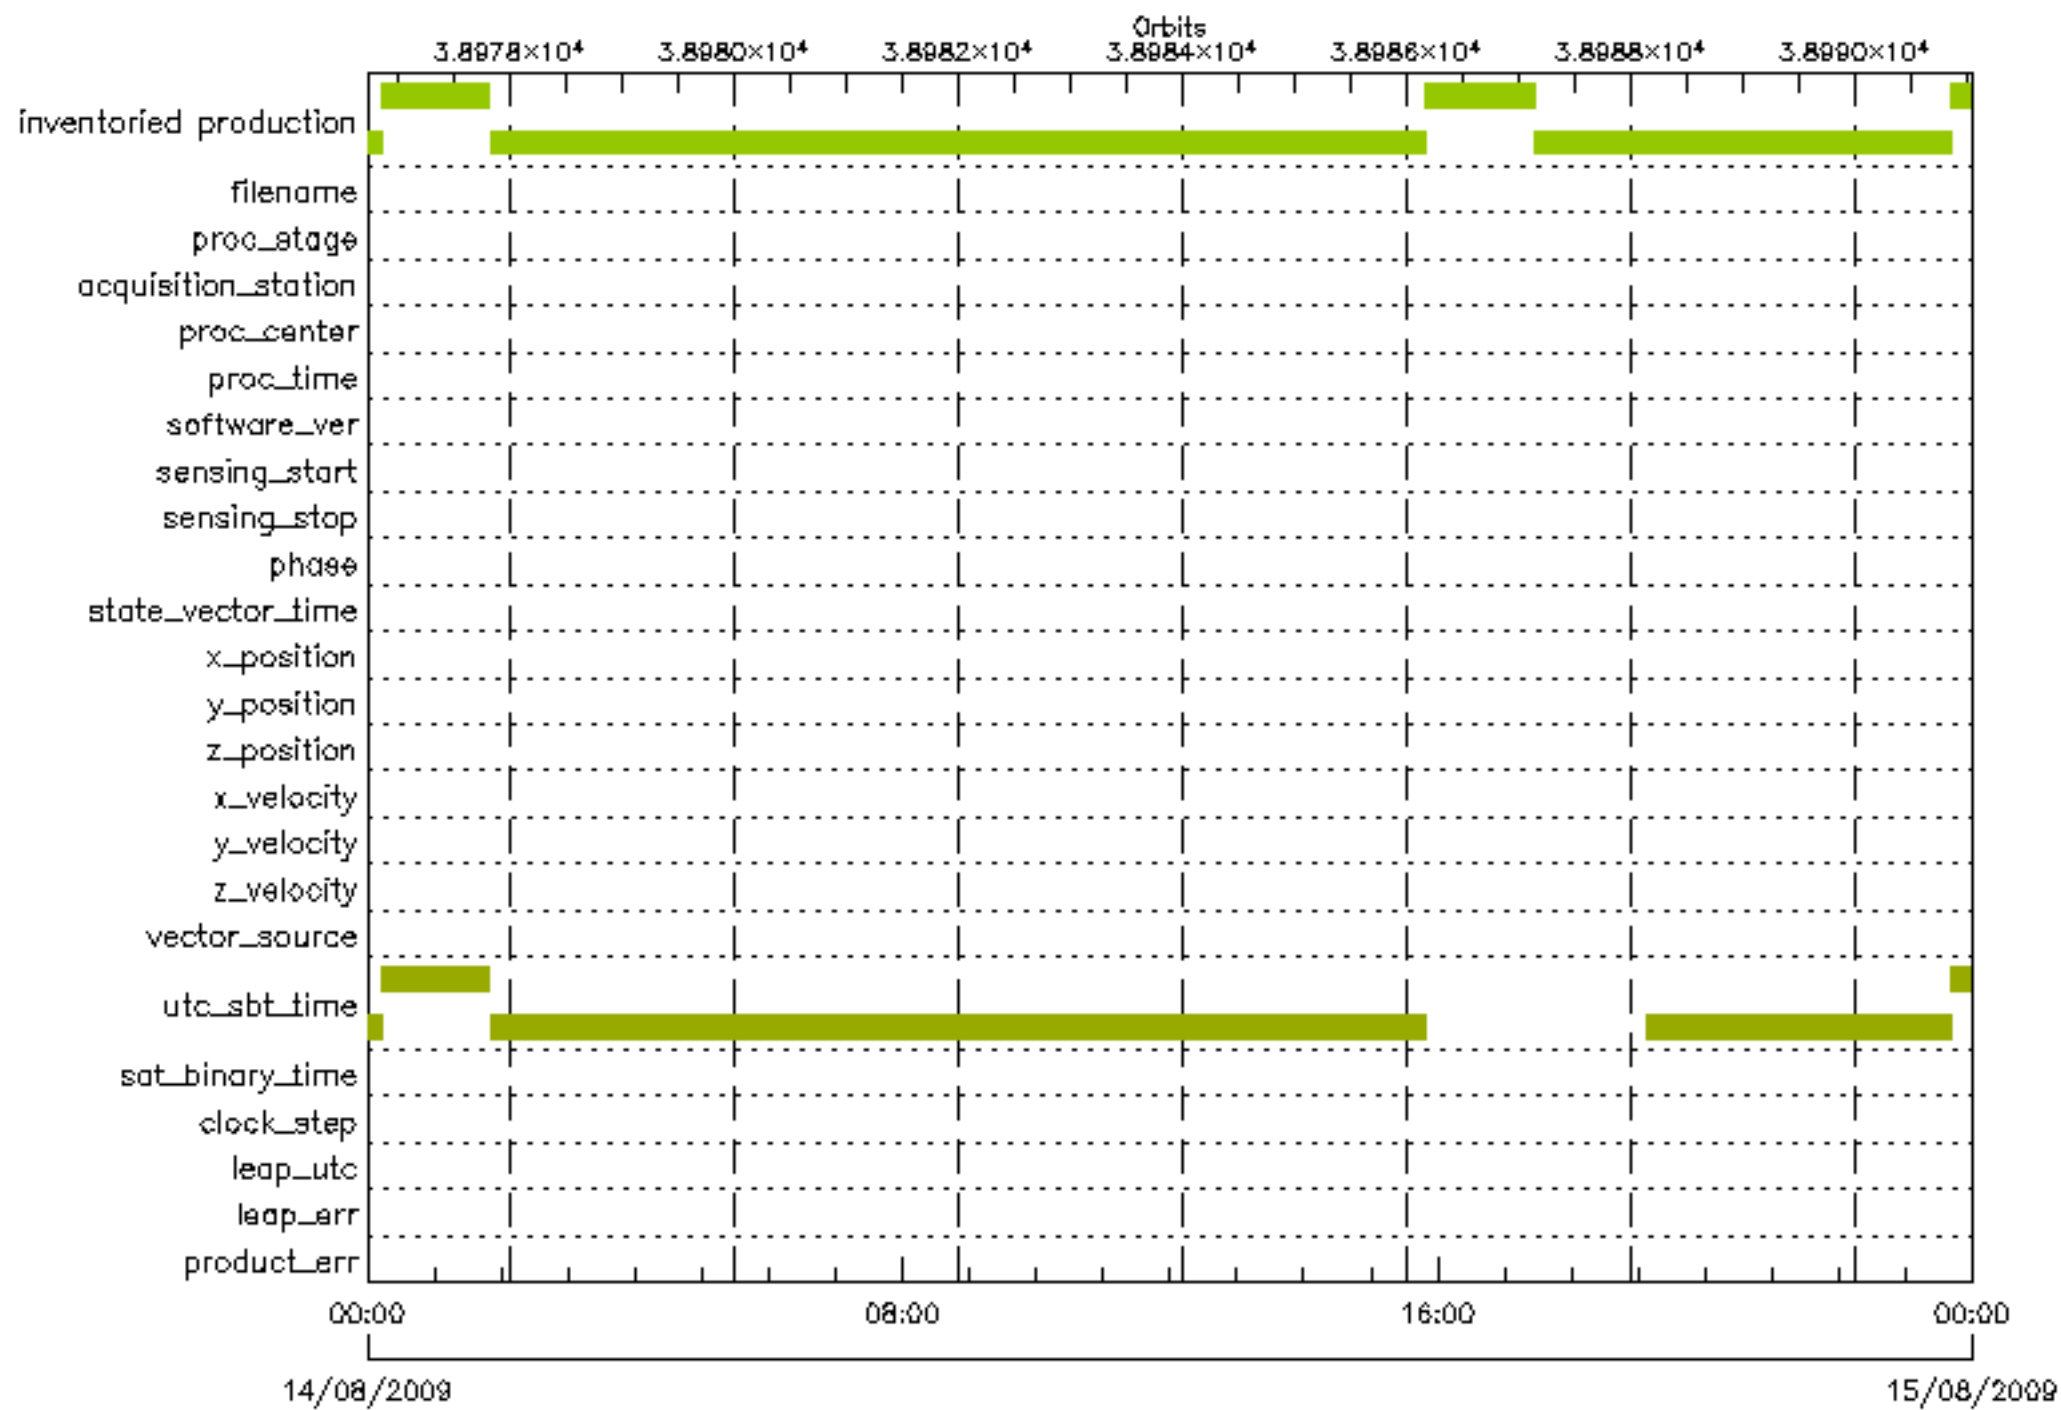 Orbits
3.8978×10⁴ 3.8980×10⁴ 3.8982×10⁴ 3.8984×10⁴ 3.8986×10⁴ 3.8988×10⁴ 3.8990×10⁴
inventoried production
filename
proc_stage
acquisition_station
proc_center
proc_time
software_ver
sensing_start
sensing_stop
phase
state_vector_time
x_position
y_position
z_position
x_velocity
y_velocity
z_velocity
vector_source
utc_sbt_time
sat_binary_time
clock_step
leap_utc
leap_err
product_err
00:00 08:00 16:00 00:00
14/08/2009 15/08/2009